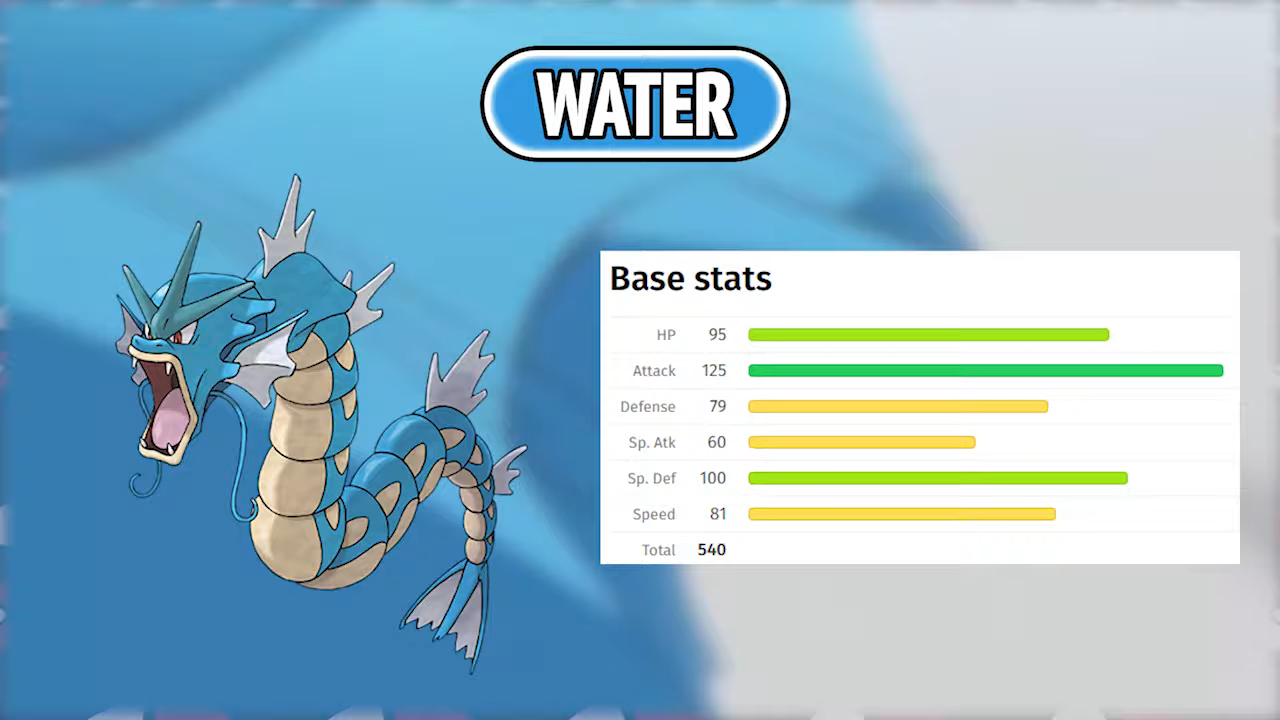 WATER
Base stats
HP 95
Attack 125
Defense 79
Sp. Atk 60
Sp. Def 100
Speed 81
Total 540